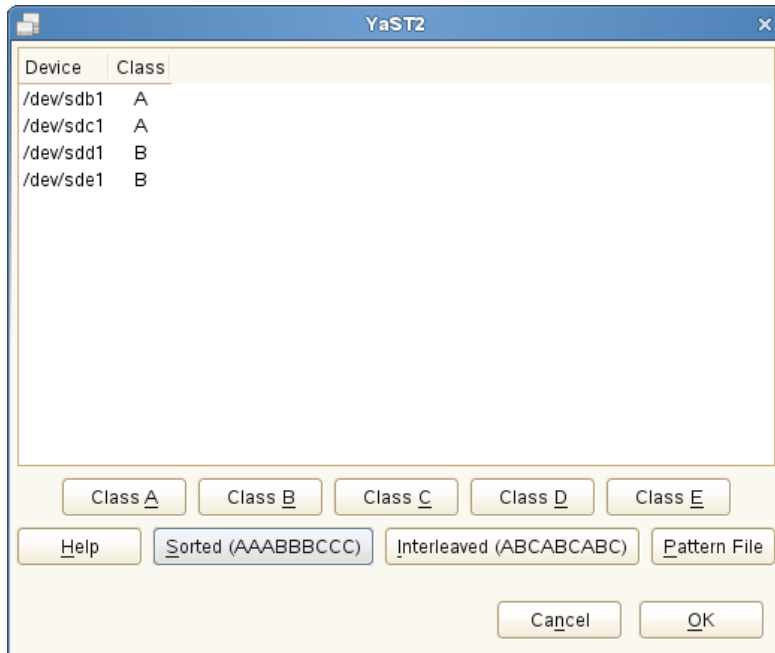 YaST2
Device Class
/dev/sdb1 A
/dev/sdc1 A
/dev/sdd1 B
/dev/sde1 B
Class A Class B Class C Class D Class E
Help Sorted (AAABBBCCC) Interleaved (ABCABCABC) Pattern File
Cancel OK